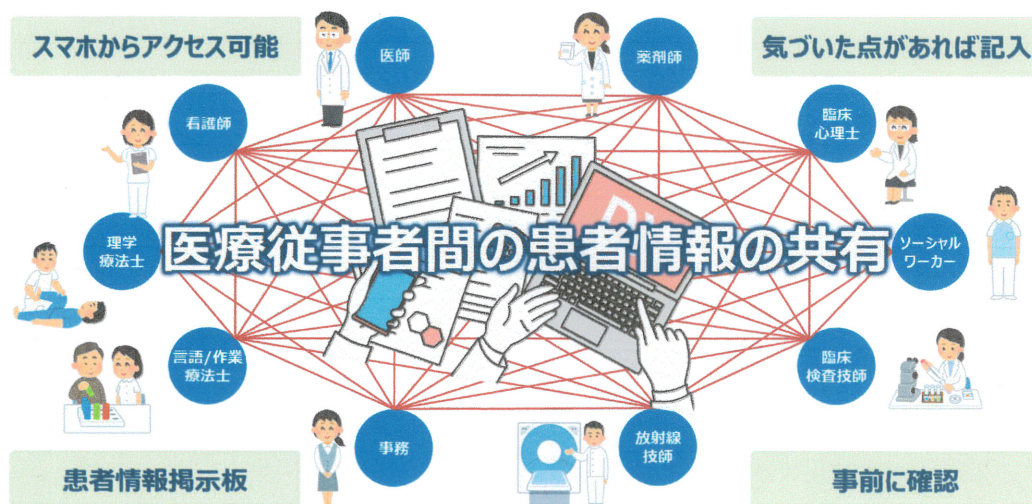 スマホからアクセス可能
医師
薬剤師
気づいた点があれば記入
看護師
臨床
心理士
医療従事者間の患者情報の共有
理学
療法士
ソーシャル
ワーカー
言語/作業
療法士
臨床
検査技師
事務
放射線
技師
患者情報掲示板
事前に確認